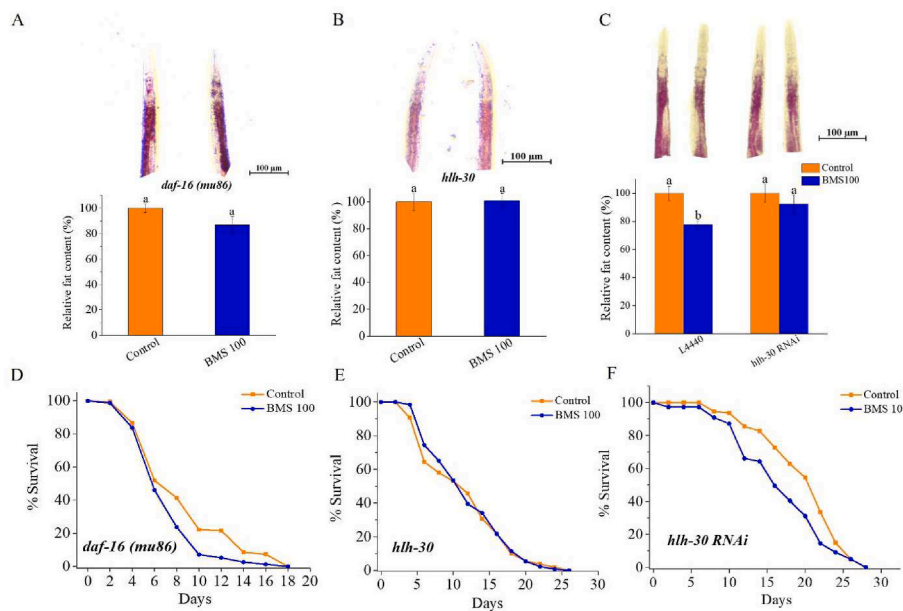 A
B
C
100 μm
100 μm
100 μm
daf-16 (mu86)
hlh-30
Control
BMS100
Relative fat content (%)
100
80
60
40
20
0
a
a
Control
BMS 100
Relative fat content (%)
100
80
60
40
20
0
a
a
Control
BMS 100
Relative fat content (%)
100
80
60
40
20
0
a
b
a
a
L4440
hlh-30 RNAi
D
E
F
Control
BMS 100
Control
BMS 100
Control
BMS 10
% Survival
100
80
60
40
20
0
daf-16 (mu86)
0 2 4 6 8 10 12 14 16 18 20
Days
% Survival
100
80
60
40
20
0
hlh-30
0 5 10 15 20 25 30
Days
% Survival
100
80
60
40
20
0
hlh-30 RNAi
0 5 10 15 20 25 30
Days